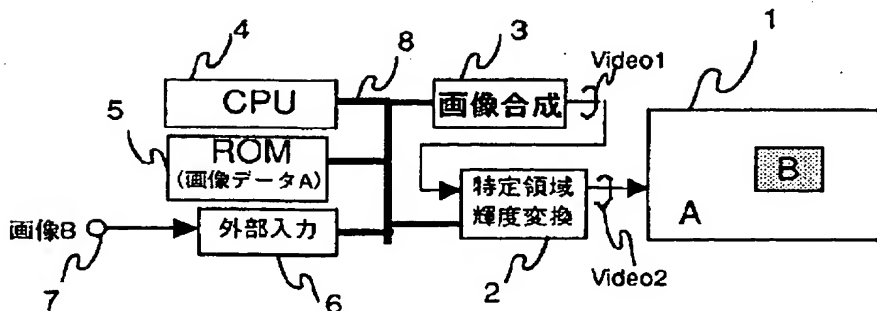 4
8
3
Video1
1
CPU
画像合成
5
ROM
(画像データA)
B
特定領域
輝度変換
A
画像B
外部入力
7
6
2
Video2